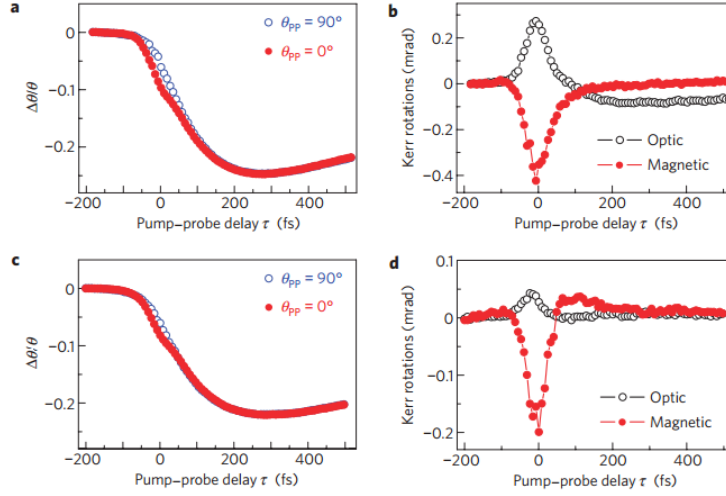 a
0
-0.1
-0.2
Δθ/θ
θPP = 90°
θPP = 0°
-200 0 200 400
Pump–probe delay τ (fs)
b
0.2
0
-0.2
-0.4
Kerr rotations (mrad)
Optic
Magnetic
-200 0 200 400
Pump–probe delay τ (fs)
c
0
-0.1
-0.2
Δθ/θ
θPP = 90°
θPP = 0°
-200 0 200 400
Pump–probe delay τ (fs)
d
0.1
0
-0.1
-0.2
Kerr rotations (mrad)
Optic
Magnetic
-200 0 200 400
Pump–probe delay τ (fs)